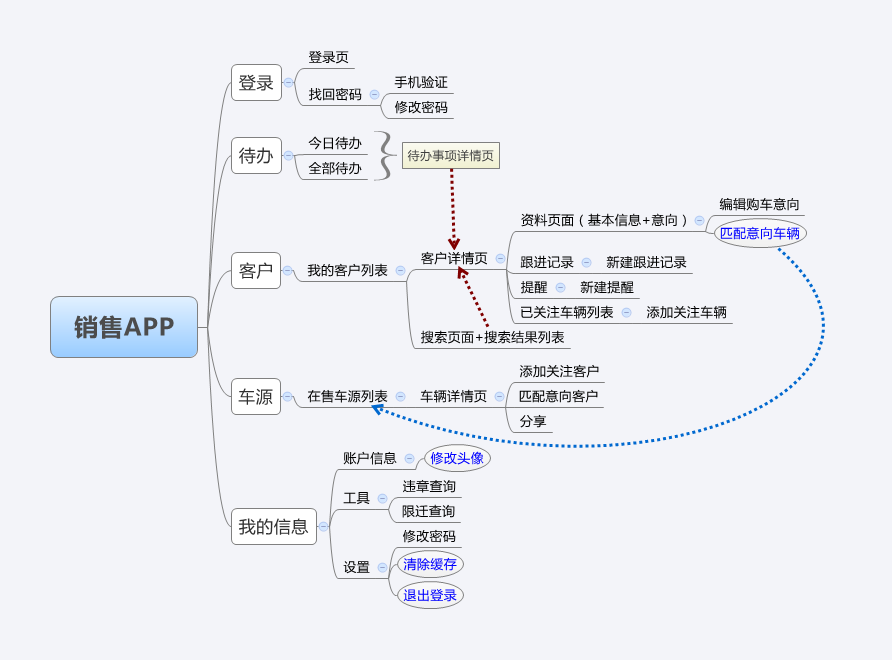 销售APP
登录
登录页
找回密码
手机验证
修改密码
待办
今日待办
全部待办
待办事项详情页
客户
我的客户列表
客户详情页
资料页面（基本信息+意向）
编辑购车意向
匹配意向车辆
跟进记录
新建跟进记录
提醒
新建提醒
已关注车辆列表
添加关注车辆
搜索页面+搜索结果列表
车源
在售车源列表
车辆详情页
添加关注客户
匹配意向客户
分享
我的信息
账户信息
修改头像
工具
违章查询
限迁查询
设置
修改密码
清除缓存
退出登录